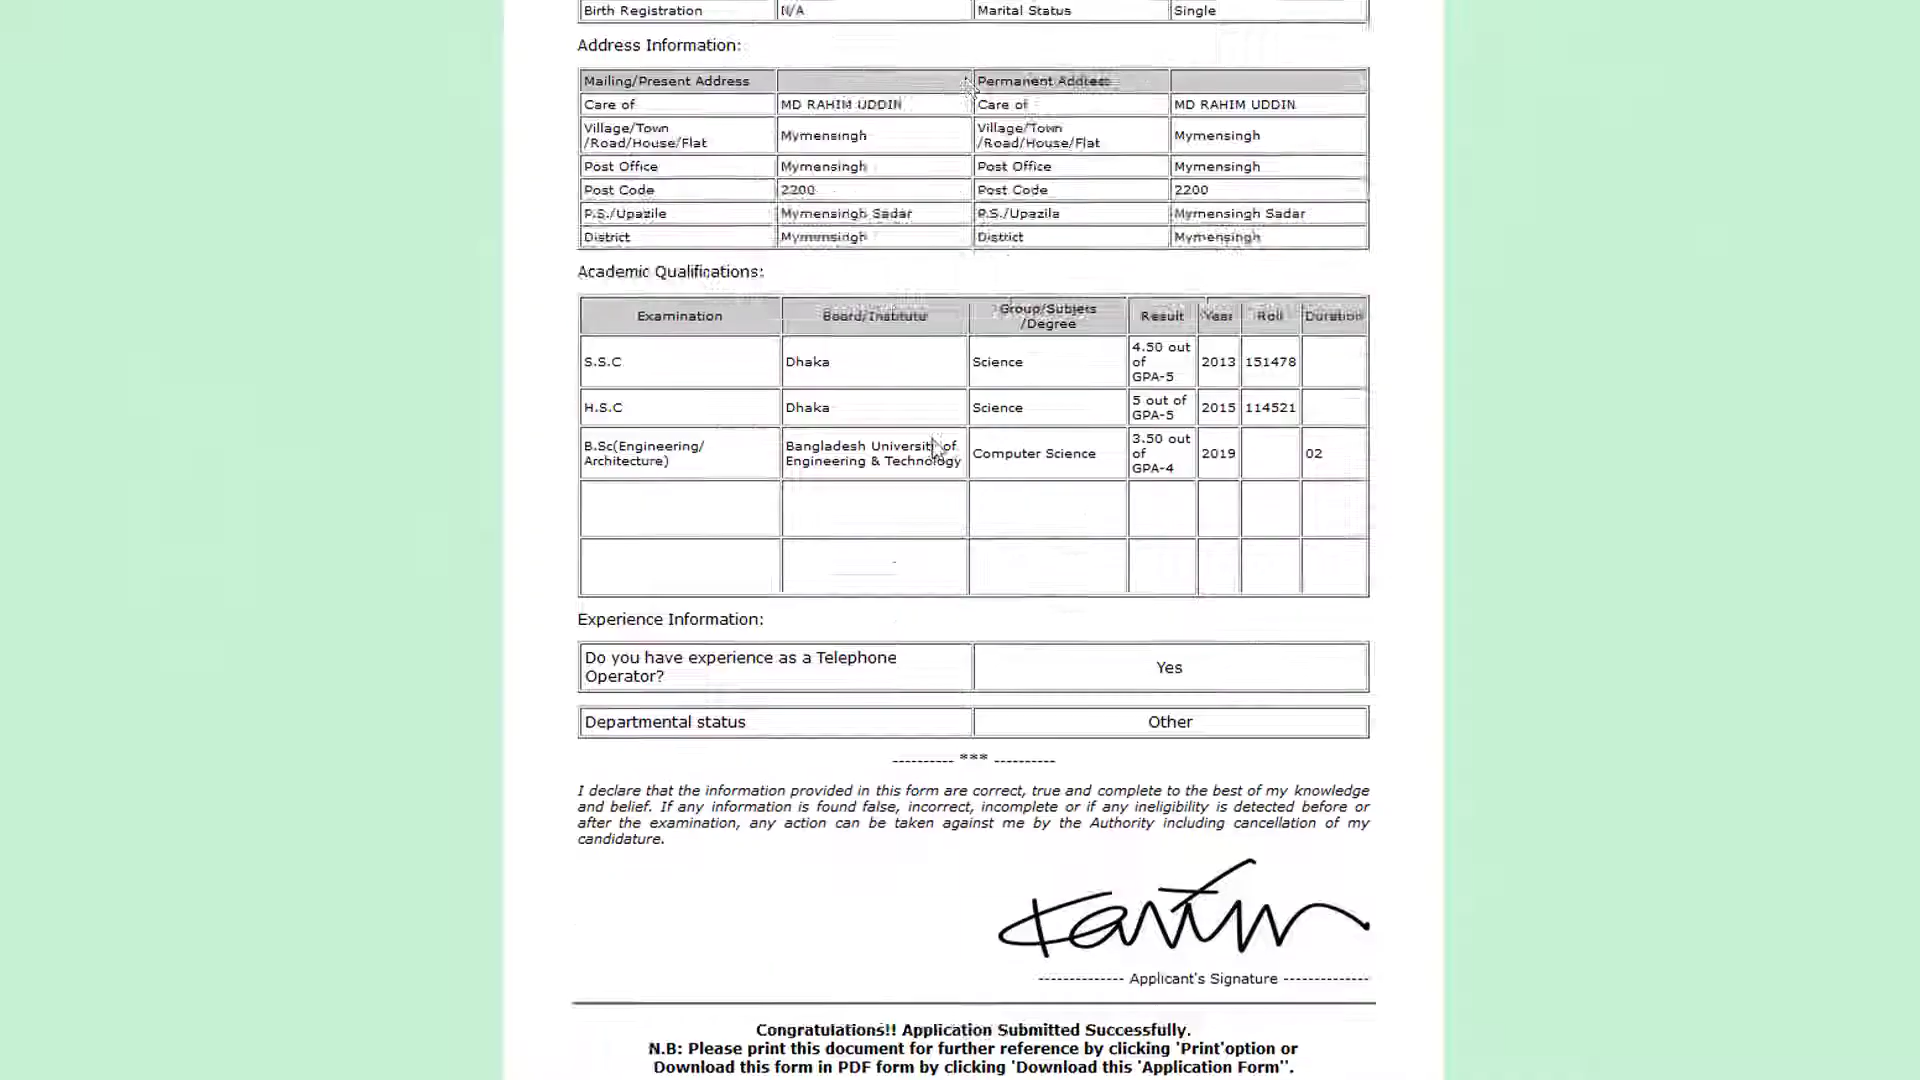 Birth Registration N/A Marital Status Single
Address Information:
Mailing/Present Address Permanent Address
Care of MD RAHIM UDDIN Care of MD RAHIM UDDIN
Village/Town /Road/House/Flat Mymensingh Village/Town /Road/House/Flat Mymensingh
Post Office Mymensingh Post Office Mymensingh
Post Code 2200 Post Code 2200
P.S./Upazila Mymensingh Sadar P.S./Upazila Mymensingh Sadar
District Mymensingh District Mymensingh
Academic Qualifications:
Examination Board/Institute Group/Subject /Degree Result Year Roll Duration
S.S.C Dhaka Science 4.50 out of GPA-5 2013 151478
H.S.C Dhaka Science 5 out of GPA-5 2015 114521
B.Sc(Engineering/ Architecture) Bangladesh University of Engineering & Technology Computer Science 3.50 out of GPA-4 2019 02
Experience Information:
Do you have experience as a Telephone Operator? Yes
Departmental status Other
---------- *** ----------
I declare that the information provided in this form are correct, true and complete to the best of my knowledge
and belief. If any information is found false, incorrect, incomplete or if any ineligibility is detected before or
after the examination, any action can be taken against me by the Authority including cancellation of my
candidature.
Karim
-------------- Applicant's Signature --------------
Congratulations!! Application Submitted Successfully.
N.B: Please print this document for further reference by clicking 'Print'option or
Download this form in PDF form by clicking 'Download this 'Application Form''.